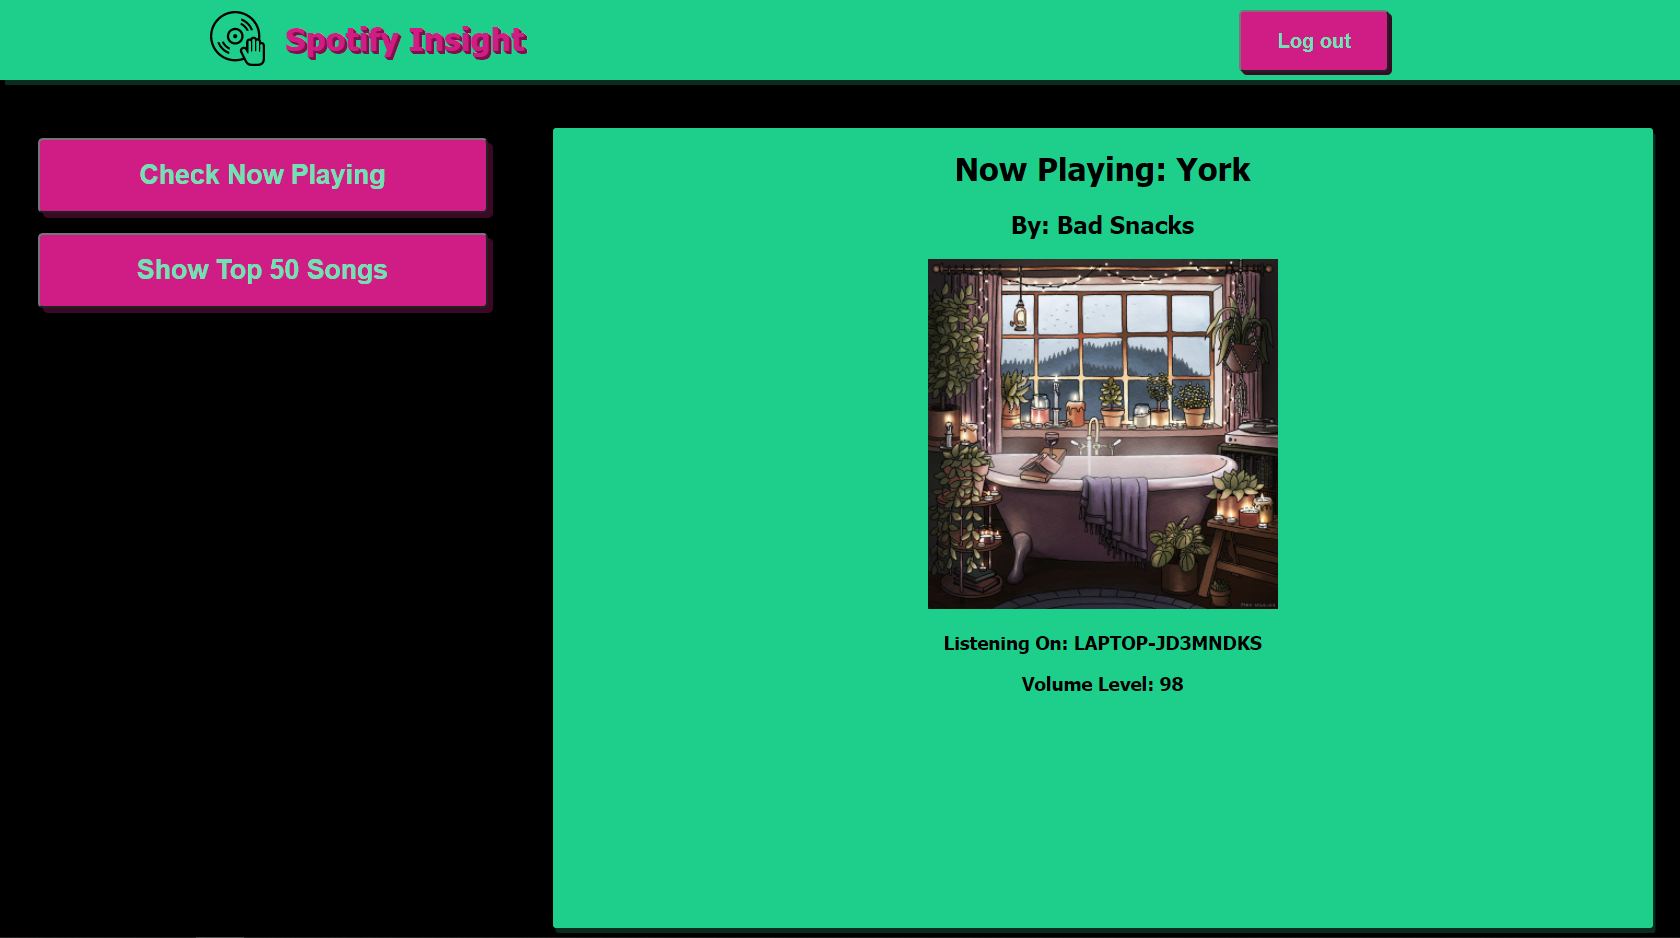 Spotify Insight
Log out
Check Now Playing
Show Top 50 Songs
Now Playing: York
By: Bad Snacks
Listening On: LAPTOP-JD3MNDKS
Volume Level: 98